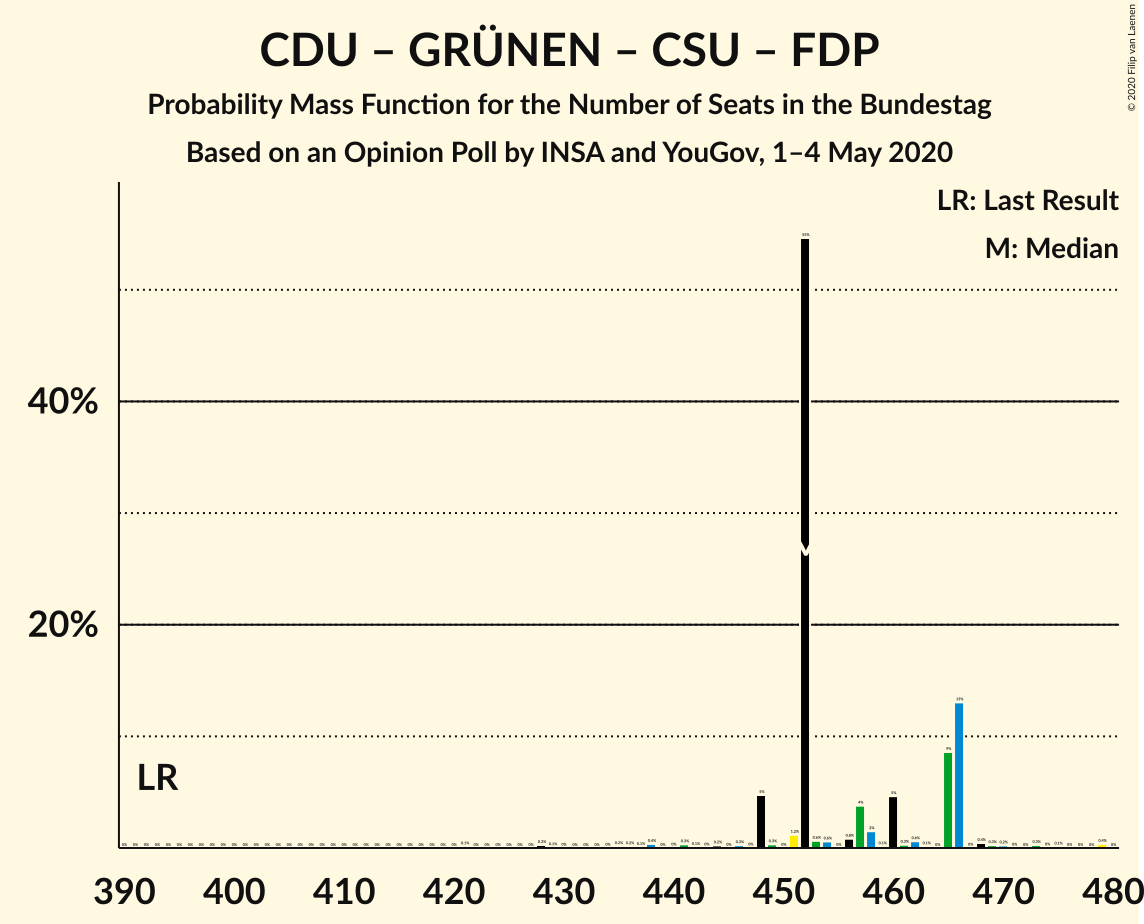 CDU – GRÜNEN – CSU – FDP
Probability Mass Function for the Number of Seats in the Bundestag
Based on an Opinion Poll by INSA and YouGov, 1–4 May 2020
© 2020 Filip van Laenen
LR: Last Result
M: Median
40%
20%
LR
390 400 410 420 430 440 450 460 470 480